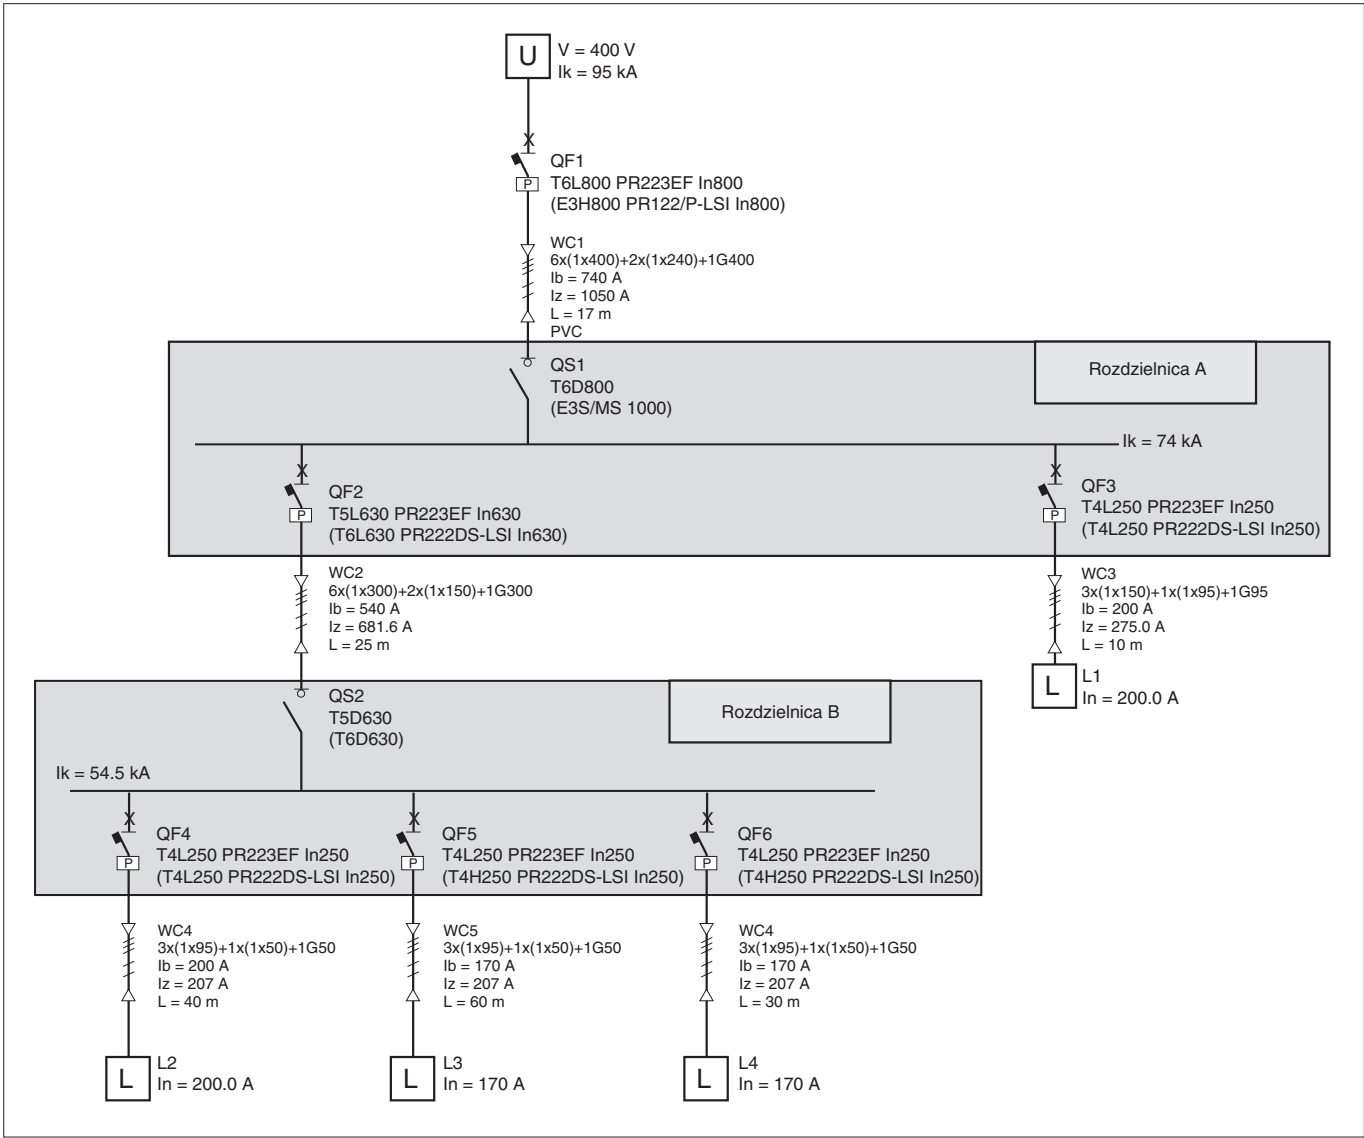 U
V = 400 V
Ik = 95 kA
X
QF1
P
T6L800 PR223EF In800
(E3H800 PR122/P-LSI In800)
WC1
6x(1x400)+2x(1x240)+1G400
Ib = 740 A
Iz = 1050 A
L = 17 m
PVC
QS1
T6D800
(E3S/MS 1000)
Rozdzielnica A
Ik = 74 kA
X
QF2
P
T5L630 PR223EF In630
(T6L630 PR222DS-LSI In630)
X
QF3
P
T4L250 PR223EF In250
(T4L250 PR222DS-LSI In250)
WC2
6x(1x300)+2x(1x150)+1G300
Ib = 540 A
Iz = 681.6 A
L = 25 m
WC3
3x(1x150)+1x(1x95)+1G95
Ib = 200 A
Iz = 275.0 A
L = 10 m
L
L1
In = 200.0 A
QS2
T5D630
(T6D630)
Rozdzielnica B
Ik = 54.5 kA
X
QF4
P
T4L250 PR223EF In250
(T4L250 PR222DS-LSI In250)
X
QF5
P
T4L250 PR223EF In250
(T4H250 PR222DS-LSI In250)
X
QF6
P
T4L250 PR223EF In250
(T4H250 PR222DS-LSI In250)
WC4
3x(1x95)+1x(1x50)+1G50
Ib = 200 A
Iz = 207 A
L = 40 m
WC5
3x(1x95)+1x(1x50)+1G50
Ib = 170 A
Iz = 207 A
L = 60 m
WC4
3x(1x95)+1x(1x50)+1G50
Ib = 170 A
Iz = 207 A
L = 30 m
L
L2
In = 200.0 A
L
L3
In = 170 A
L
L4
In = 170 A